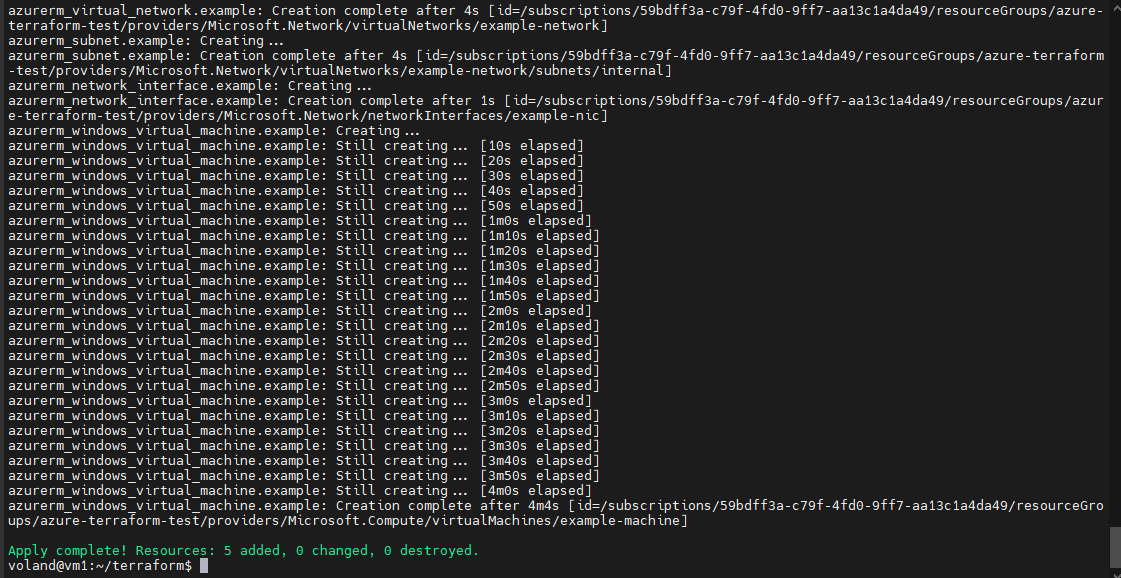 azurerm_virtual_network.example: Creation complete after 4s [id=/subscriptions/59bdff3a-c79f-4fd0-9ff7-aa13c1a4da49/resourceGroups/azure-
terraform-test/providers/Microsoft.Network/virtualNetworks/example-network]
azurerm_subnet.example: Creating...
azurerm_subnet.example: Creation complete after 4s [id=/subscriptions/59bdff3a-c79f-4fd0-9ff7-aa13c1a4da49/resourceGroups/azure-terraform
-test/providers/Microsoft.Network/virtualNetworks/example-network/subnets/internal]
azurerm_network_interface.example: Creating...
azurerm_network_interface.example: Creation complete after 1s [id=/subscriptions/59bdff3a-c79f-4fd0-9ff7-aa13c1a4da49/resourceGroups/azur
e-terraform-test/providers/Microsoft.Network/networkInterfaces/example-nic]
azurerm_windows_virtual_machine.example: Creating...
azurerm_windows_virtual_machine.example: Still creating... [10s elapsed]
azurerm_windows_virtual_machine.example: Still creating... [20s elapsed]
azurerm_windows_virtual_machine.example: Still creating... [30s elapsed]
azurerm_windows_virtual_machine.example: Still creating... [40s elapsed]
azurerm_windows_virtual_machine.example: Still creating... [50s elapsed]
azurerm_windows_virtual_machine.example: Still creating... [1m0s elapsed]
azurerm_windows_virtual_machine.example: Still creating... [1m10s elapsed]
azurerm_windows_virtual_machine.example: Still creating... [1m20s elapsed]
azurerm_windows_virtual_machine.example: Still creating... [1m30s elapsed]
azurerm_windows_virtual_machine.example: Still creating... [1m40s elapsed]
azurerm_windows_virtual_machine.example: Still creating... [1m50s elapsed]
azurerm_windows_virtual_machine.example: Still creating... [2m0s elapsed]
azurerm_windows_virtual_machine.example: Still creating... [2m10s elapsed]
azurerm_windows_virtual_machine.example: Still creating... [2m20s elapsed]
azurerm_windows_virtual_machine.example: Still creating... [2m30s elapsed]
azurerm_windows_virtual_machine.example: Still creating... [2m40s elapsed]
azurerm_windows_virtual_machine.example: Still creating... [2m50s elapsed]
azurerm_windows_virtual_machine.example: Still creating... [3m0s elapsed]
azurerm_windows_virtual_machine.example: Still creating... [3m10s elapsed]
azurerm_windows_virtual_machine.example: Still creating... [3m20s elapsed]
azurerm_windows_virtual_machine.example: Still creating... [3m30s elapsed]
azurerm_windows_virtual_machine.example: Still creating... [3m40s elapsed]
azurerm_windows_virtual_machine.example: Still creating... [3m50s elapsed]
azurerm_windows_virtual_machine.example: Still creating... [4m0s elapsed]
azurerm_windows_virtual_machine.example: Creation complete after 4m4s [id=/subscriptions/59bdff3a-c79f-4fd0-9ff7-aa13c1a4da49/resourceGro
ups/azure-terraform-test/providers/Microsoft.Compute/virtualMachines/example-machine]
Apply complete! Resources: 5 added, 0 changed, 0 destroyed.
voland@vm1:~/terraform$